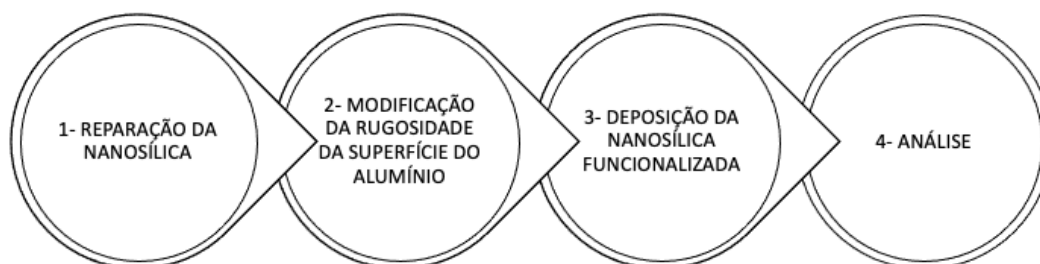 1- REPARAÇÃO DA
NANOSÍLICA
2- MODIFICAÇÃO
DA RUGOSIDADE
DA SUPERFÍCIE DO
ALUMÍNIO
3- DEPOSIÇÃO DA
NANOSÍLICA
FUNCIONALIZADA
4- ANÁLISE